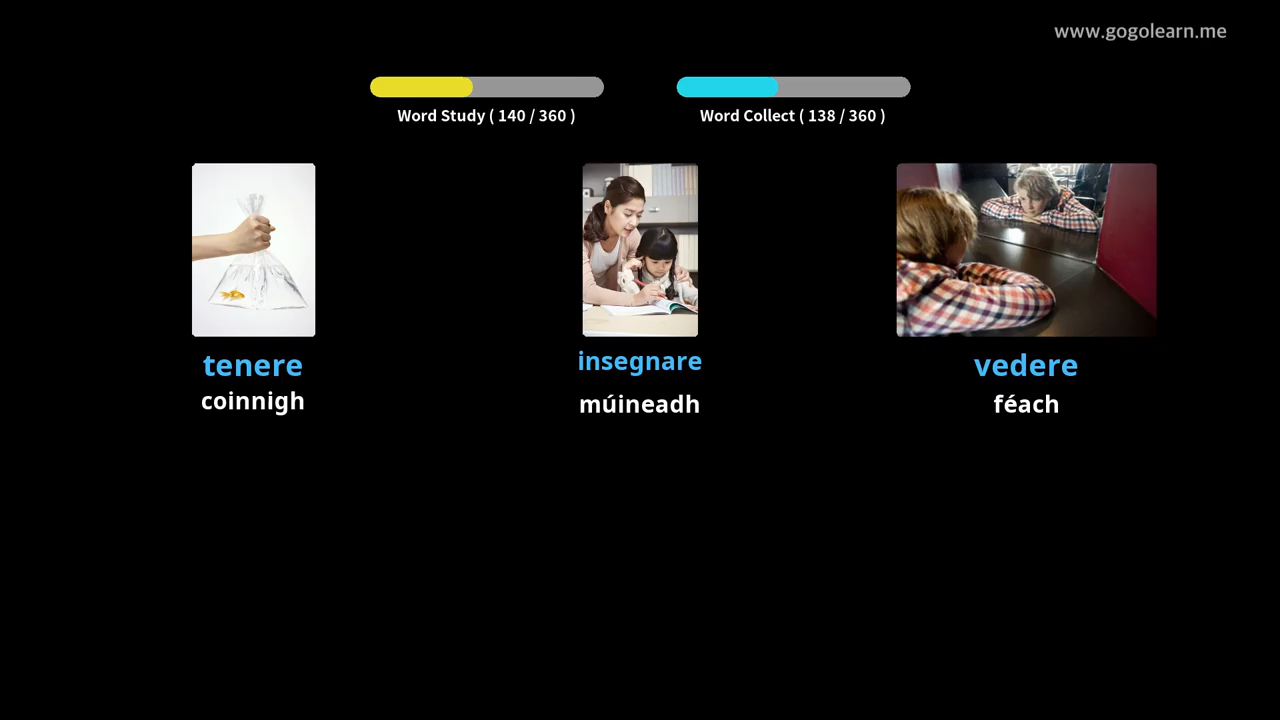 www.gogolearn.me
Word Study ( 140 / 360 )
Word Collect ( 138 / 360 )
tenere
coinnigh
insegnare
múineadh
vedere
féach